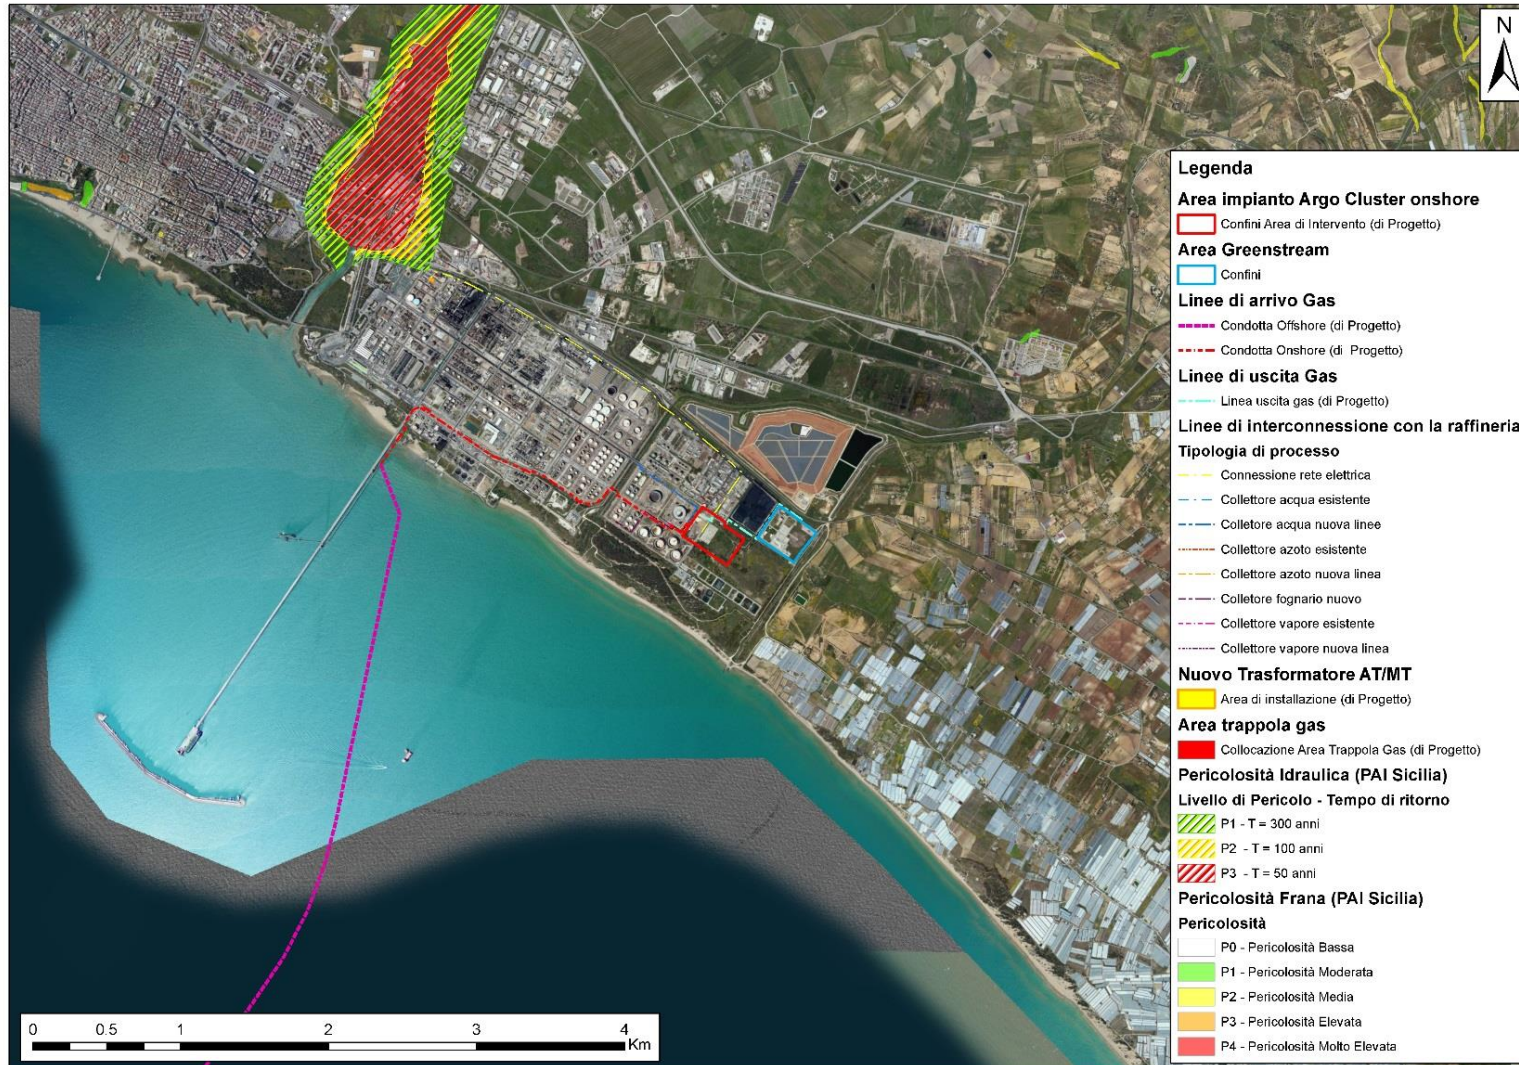 N
Legenda
Area impianto Argo Cluster onshore
Confini Area di Intervento (di Progetto)
Area Greenstream
Confini
Linee di arrivo Gas
Condotta Offshore (di Progetto)
Condotta Onshore (di Progetto)
Linee di uscita Gas
Linea uscita gas (di Progetto)
Linee di interconnessione con la raffineria
Tipologia di processo
Connessione rete elettrica
Collettore acqua esistente
Colletore acqua nuova linee
Collettore azoto esistente
Collettore azoto nuova linea
Colletore fognario nuovo
Collettore vapore esistente
Collettore vapore nuova linea
Nuovo Trasformatore AT/MT
Area di installazione (di Progetto)
Area trappola gas
Collocazione Area Trappola Gas (di Progetto)
Pericolosità Idraulica (PAI Sicilia)
Livello di Pericolo - Tempo di ritorno
P1 - T = 300 anni
P2 - T = 100 anni
P3 - T = 50 anni
Pericolosità Frana (PAI Sicilia)
Pericolosità
P0 - Pericolosità Bassa
P1 - Pericolosità Moderata
P2 - Pericolosità Media
P3 - Pericolosità Elevata
P4 - Pericolosità Molto Elevata
0 0.5 1 2 3 4
Km